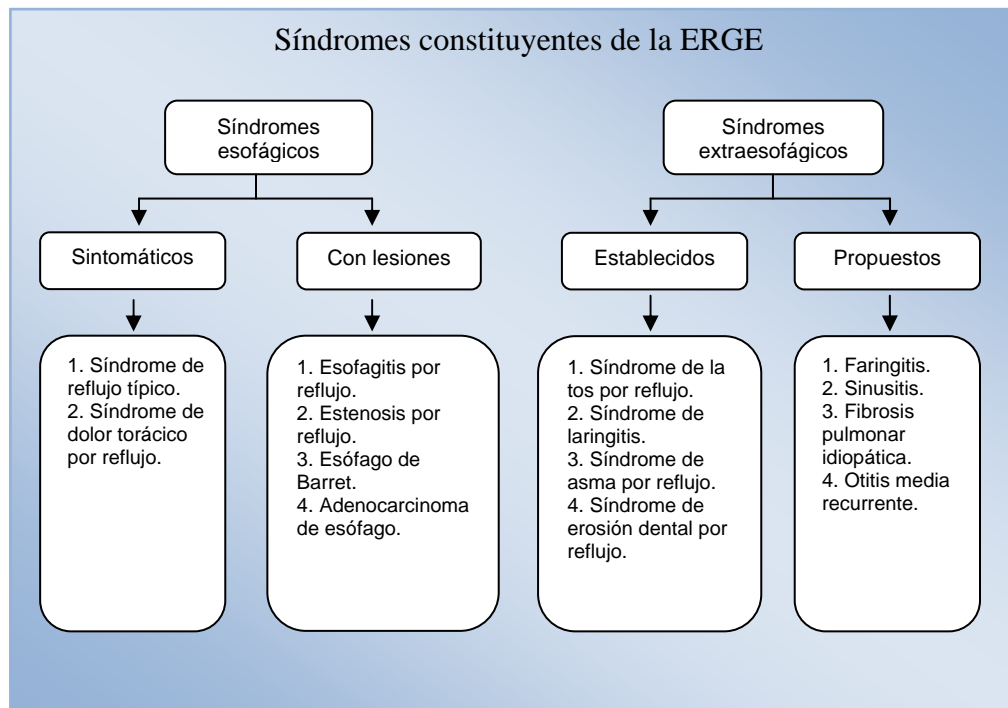 Síndromes constituyentes de la ERGE
Síndromes
esofágicos
Síndromes
extraesofágicos
Sintomáticos
Con lesiones
Establecidos
Propuestos
1. Síndrome de
reflujo típico.
2. Síndrome de
dolor torácico
por reflujo.
1. Esofagitis por
reflujo.
2. Estenosis por
reflujo.
3. Esófago de
Barret.
4. Adenocarcinoma
de esófago.
1. Síndrome de la
tos por reflujo.
2. Síndrome de
laringitis.
3. Síndrome de
asma por reflujo.
4. Síndrome de
erosión dental por
reflujo.
1. Faringitis.
2. Sinusitis.
3. Fibrosis
pulmonar
idiopática.
4. Otitis media
recurrente.